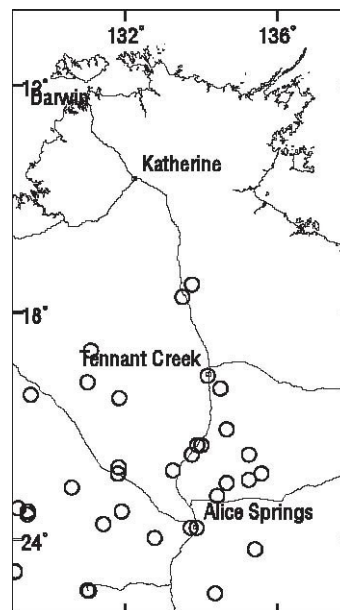 132° 136°
12°
Darwin
Katherine
18°
Tennant Creek
Alice Springs
24°